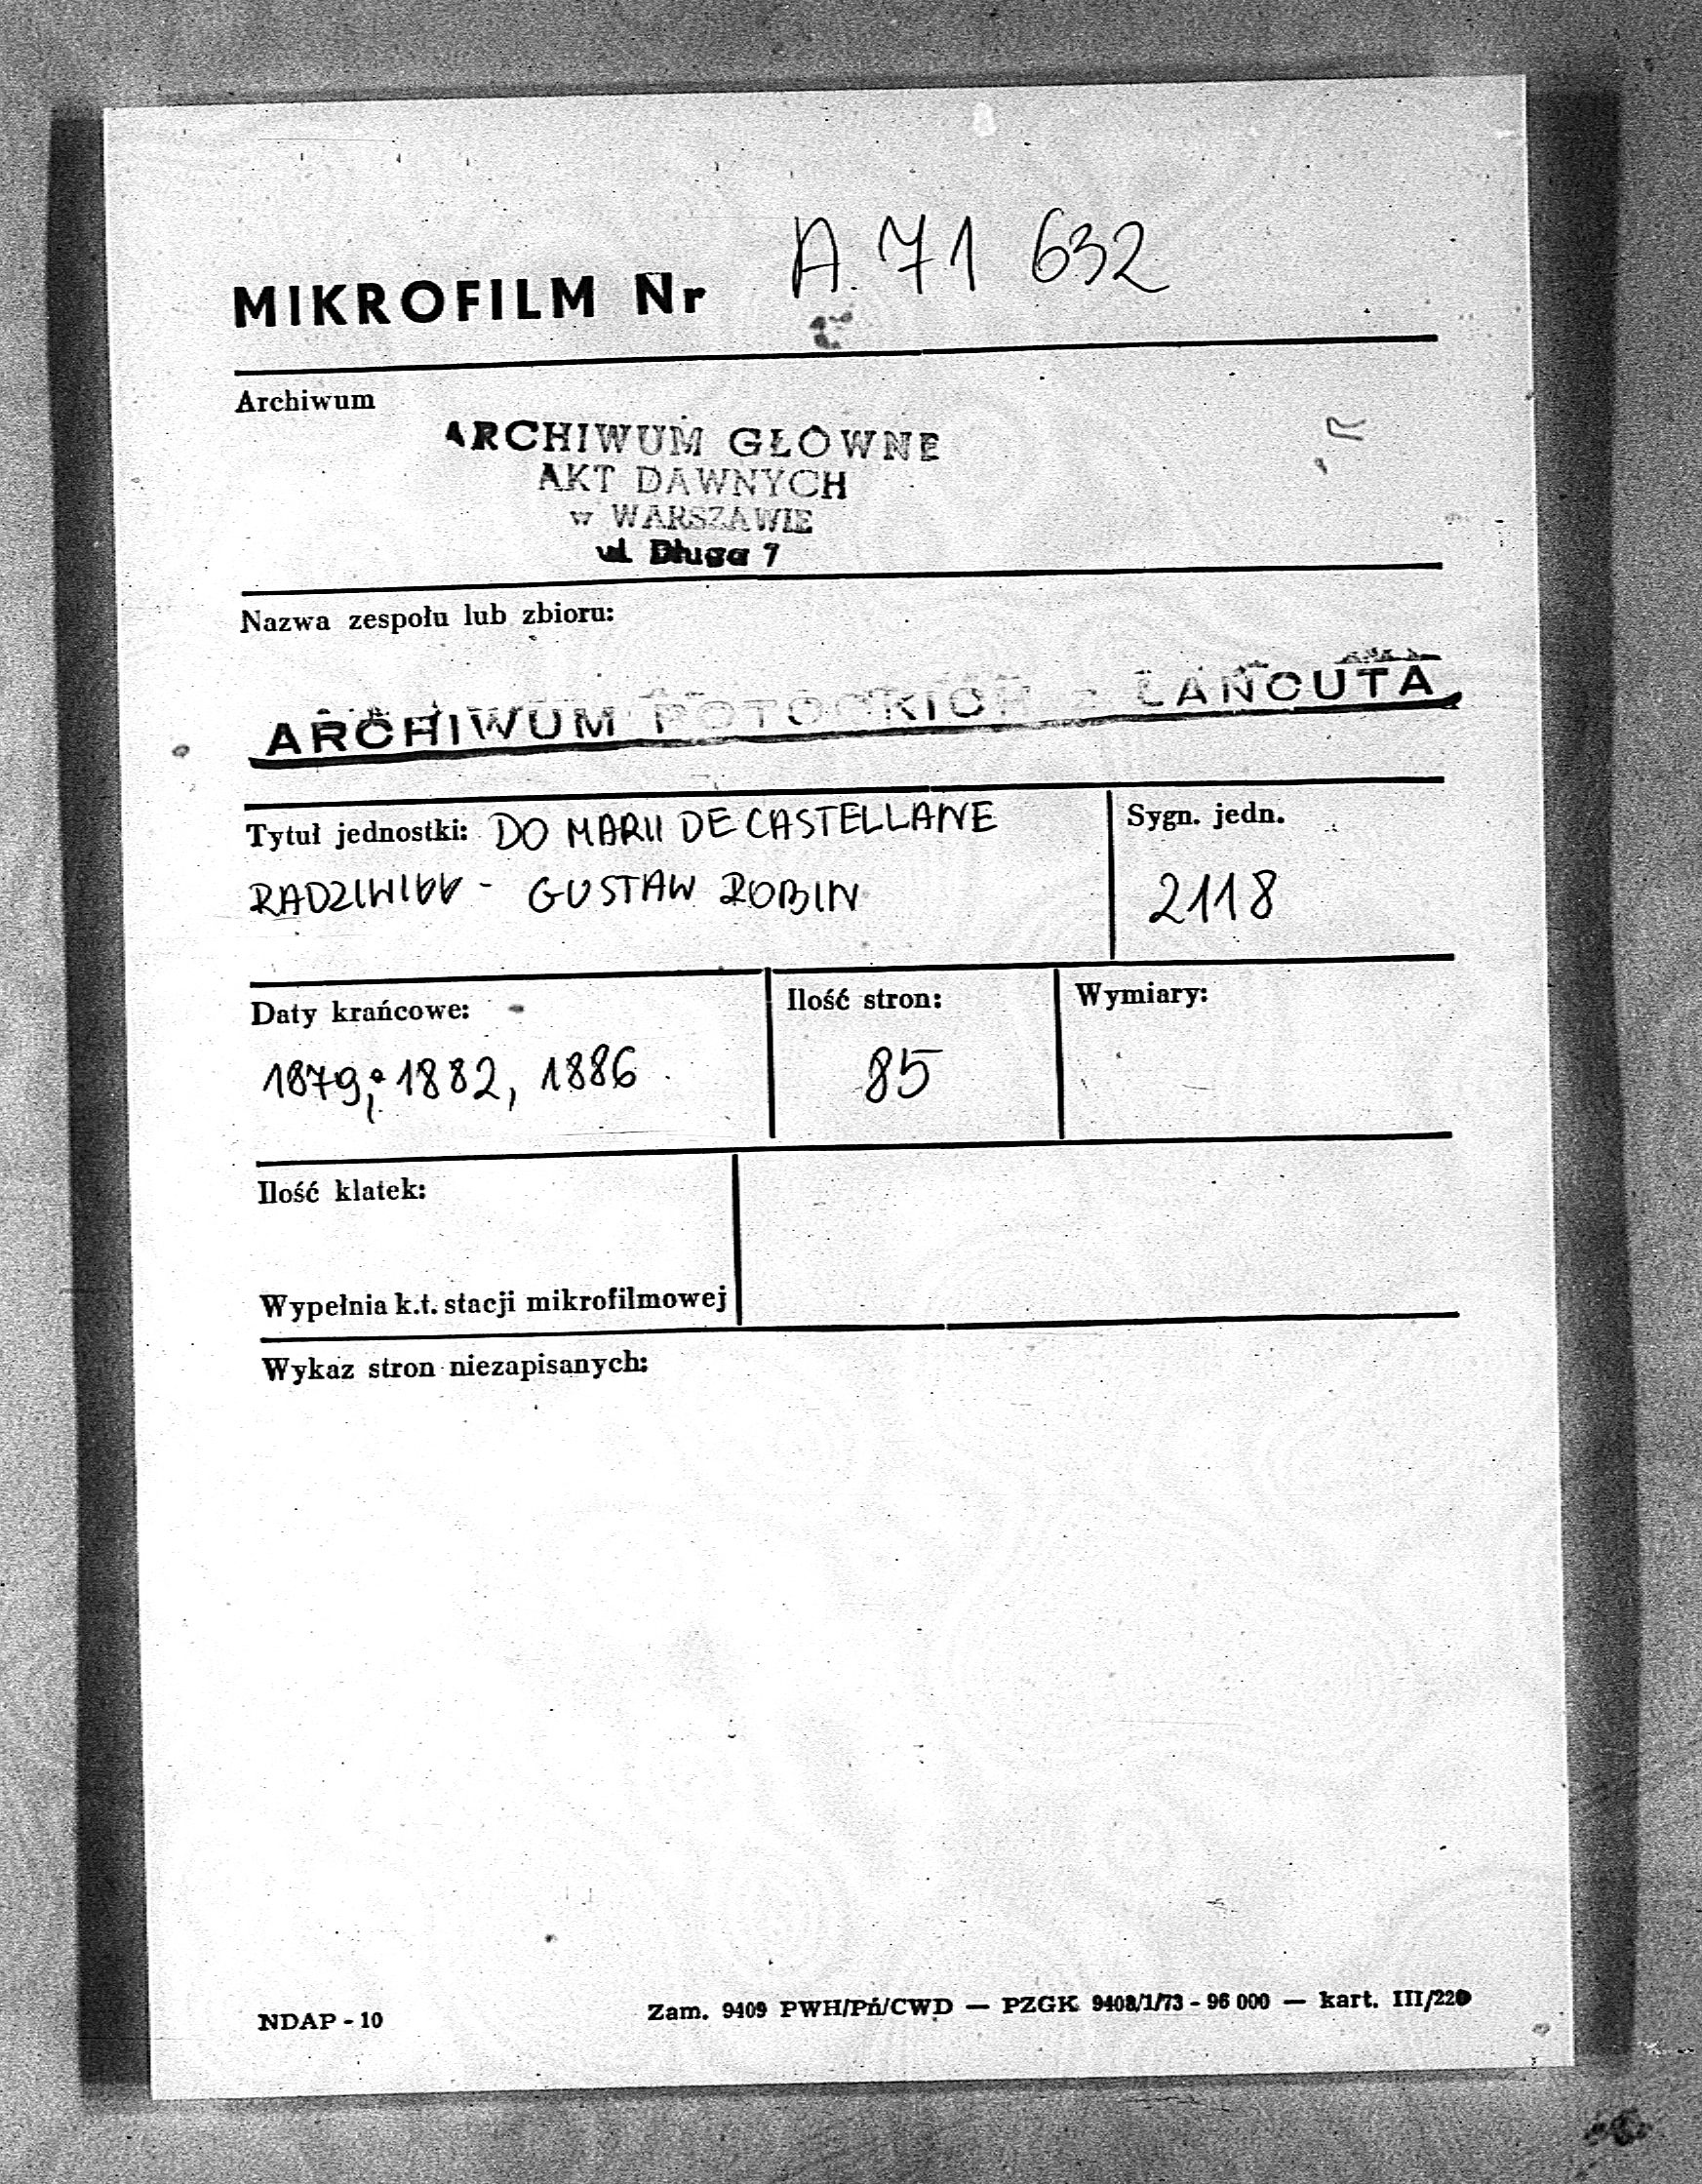 MIKROFILM Nr A. 71 632
Archiwum
ARCHIWUM GŁÓWNE
AKT DAWNYCH
w WARSZAWIE
ul. Długa 7
Nazwa zespołu lub zbioru:
ARCHIWUM POTOCKICH z ŁAŃCUTA
Tytuł jednostki: DO MARII DE CASTELLANE
RADZIWIŁŁ - GUSTAW ROBIN
Sygn. jedn.
2118
Daty krańcowe:
1879; 1882, 1886
Ilość stron:
85
Wymiary:
Ilość klatek:
Wypełnia k.t. stacji mikrofilmowej
Wykaz stron niezapisanych:
NDAP - 10
Zam. 9409 PWH/Pń/CWD — PZGK 9408/1/73 - 96 000 — kart. III/220